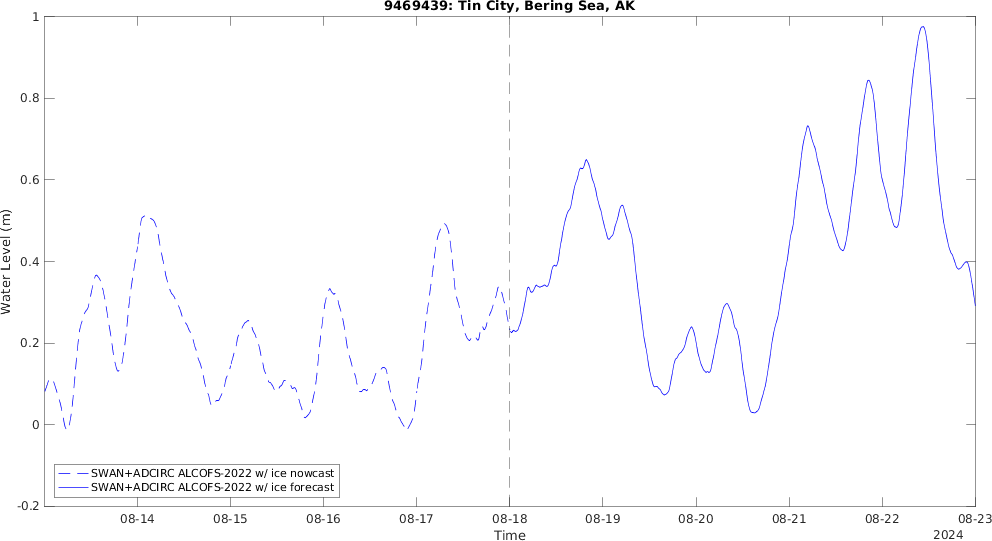 9469439: Tin City, Bering Sea, AK
Water Level (m)
1
0.8
0.6
0.4
0.2
0
-0.2
SWAN+ADCIRC ALCOFS-2022 w/ ice nowcast
SWAN+ADCIRC ALCOFS-2022 w/ ice forecast
08-14 08-15 08-16 08-17 08-18 08-19 08-20 08-21 08-22 08-23
Time
2024